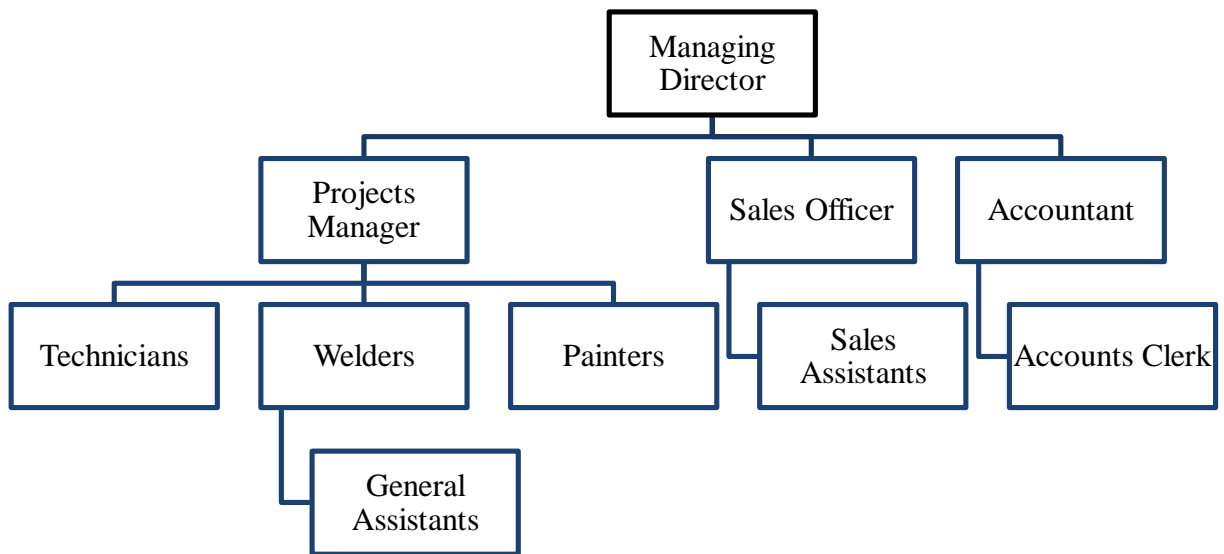 Managing
Director
Projects
Manager
Sales Officer
Accountant
Technicians
Welders
Painters
Sales
Assistants
Accounts Clerk
General
Assistants